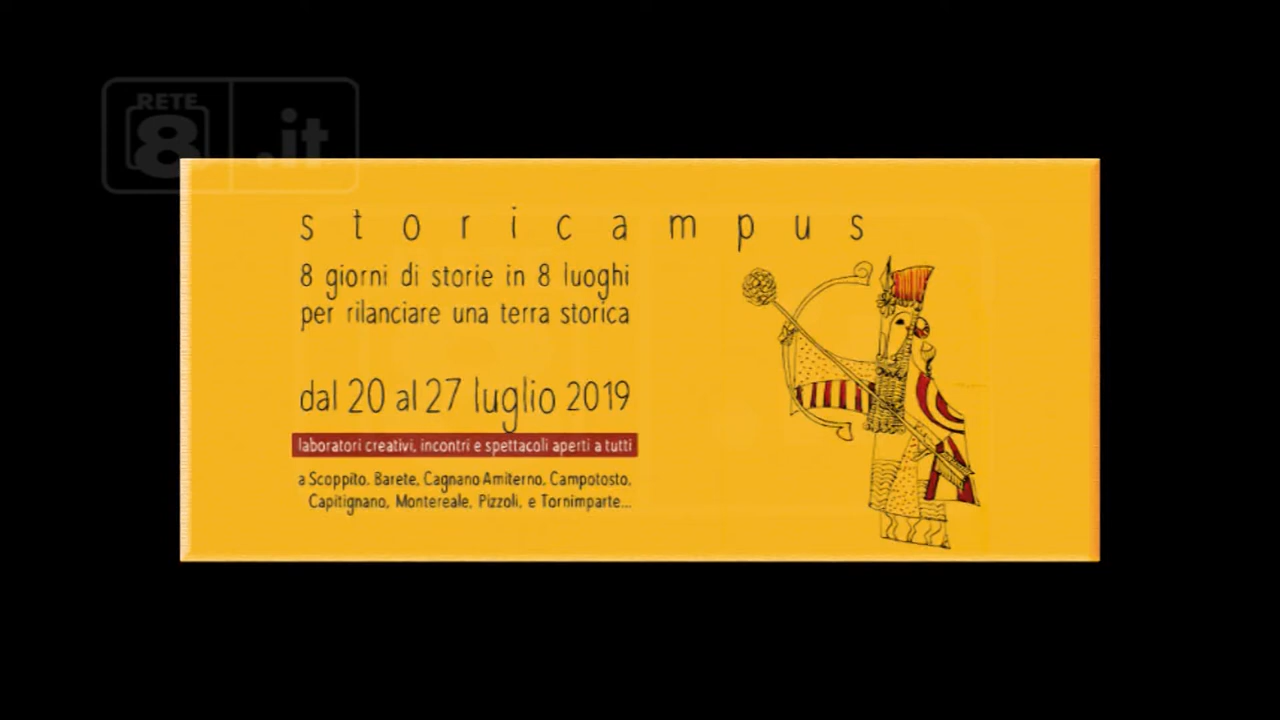 RETE
8
.it
storicampus
8 giorni di storie in 8 luoghi
per rilanciare una terra storica
dal 20 al 27 luglio 2019
laboratori creativi, incontri e spettacoli aperti a tutti
a Scoppito. Barete, Cagnano Amiterno, Campotosto,
Capitignano, Montereale, Pizzoli, e Tornimparte...